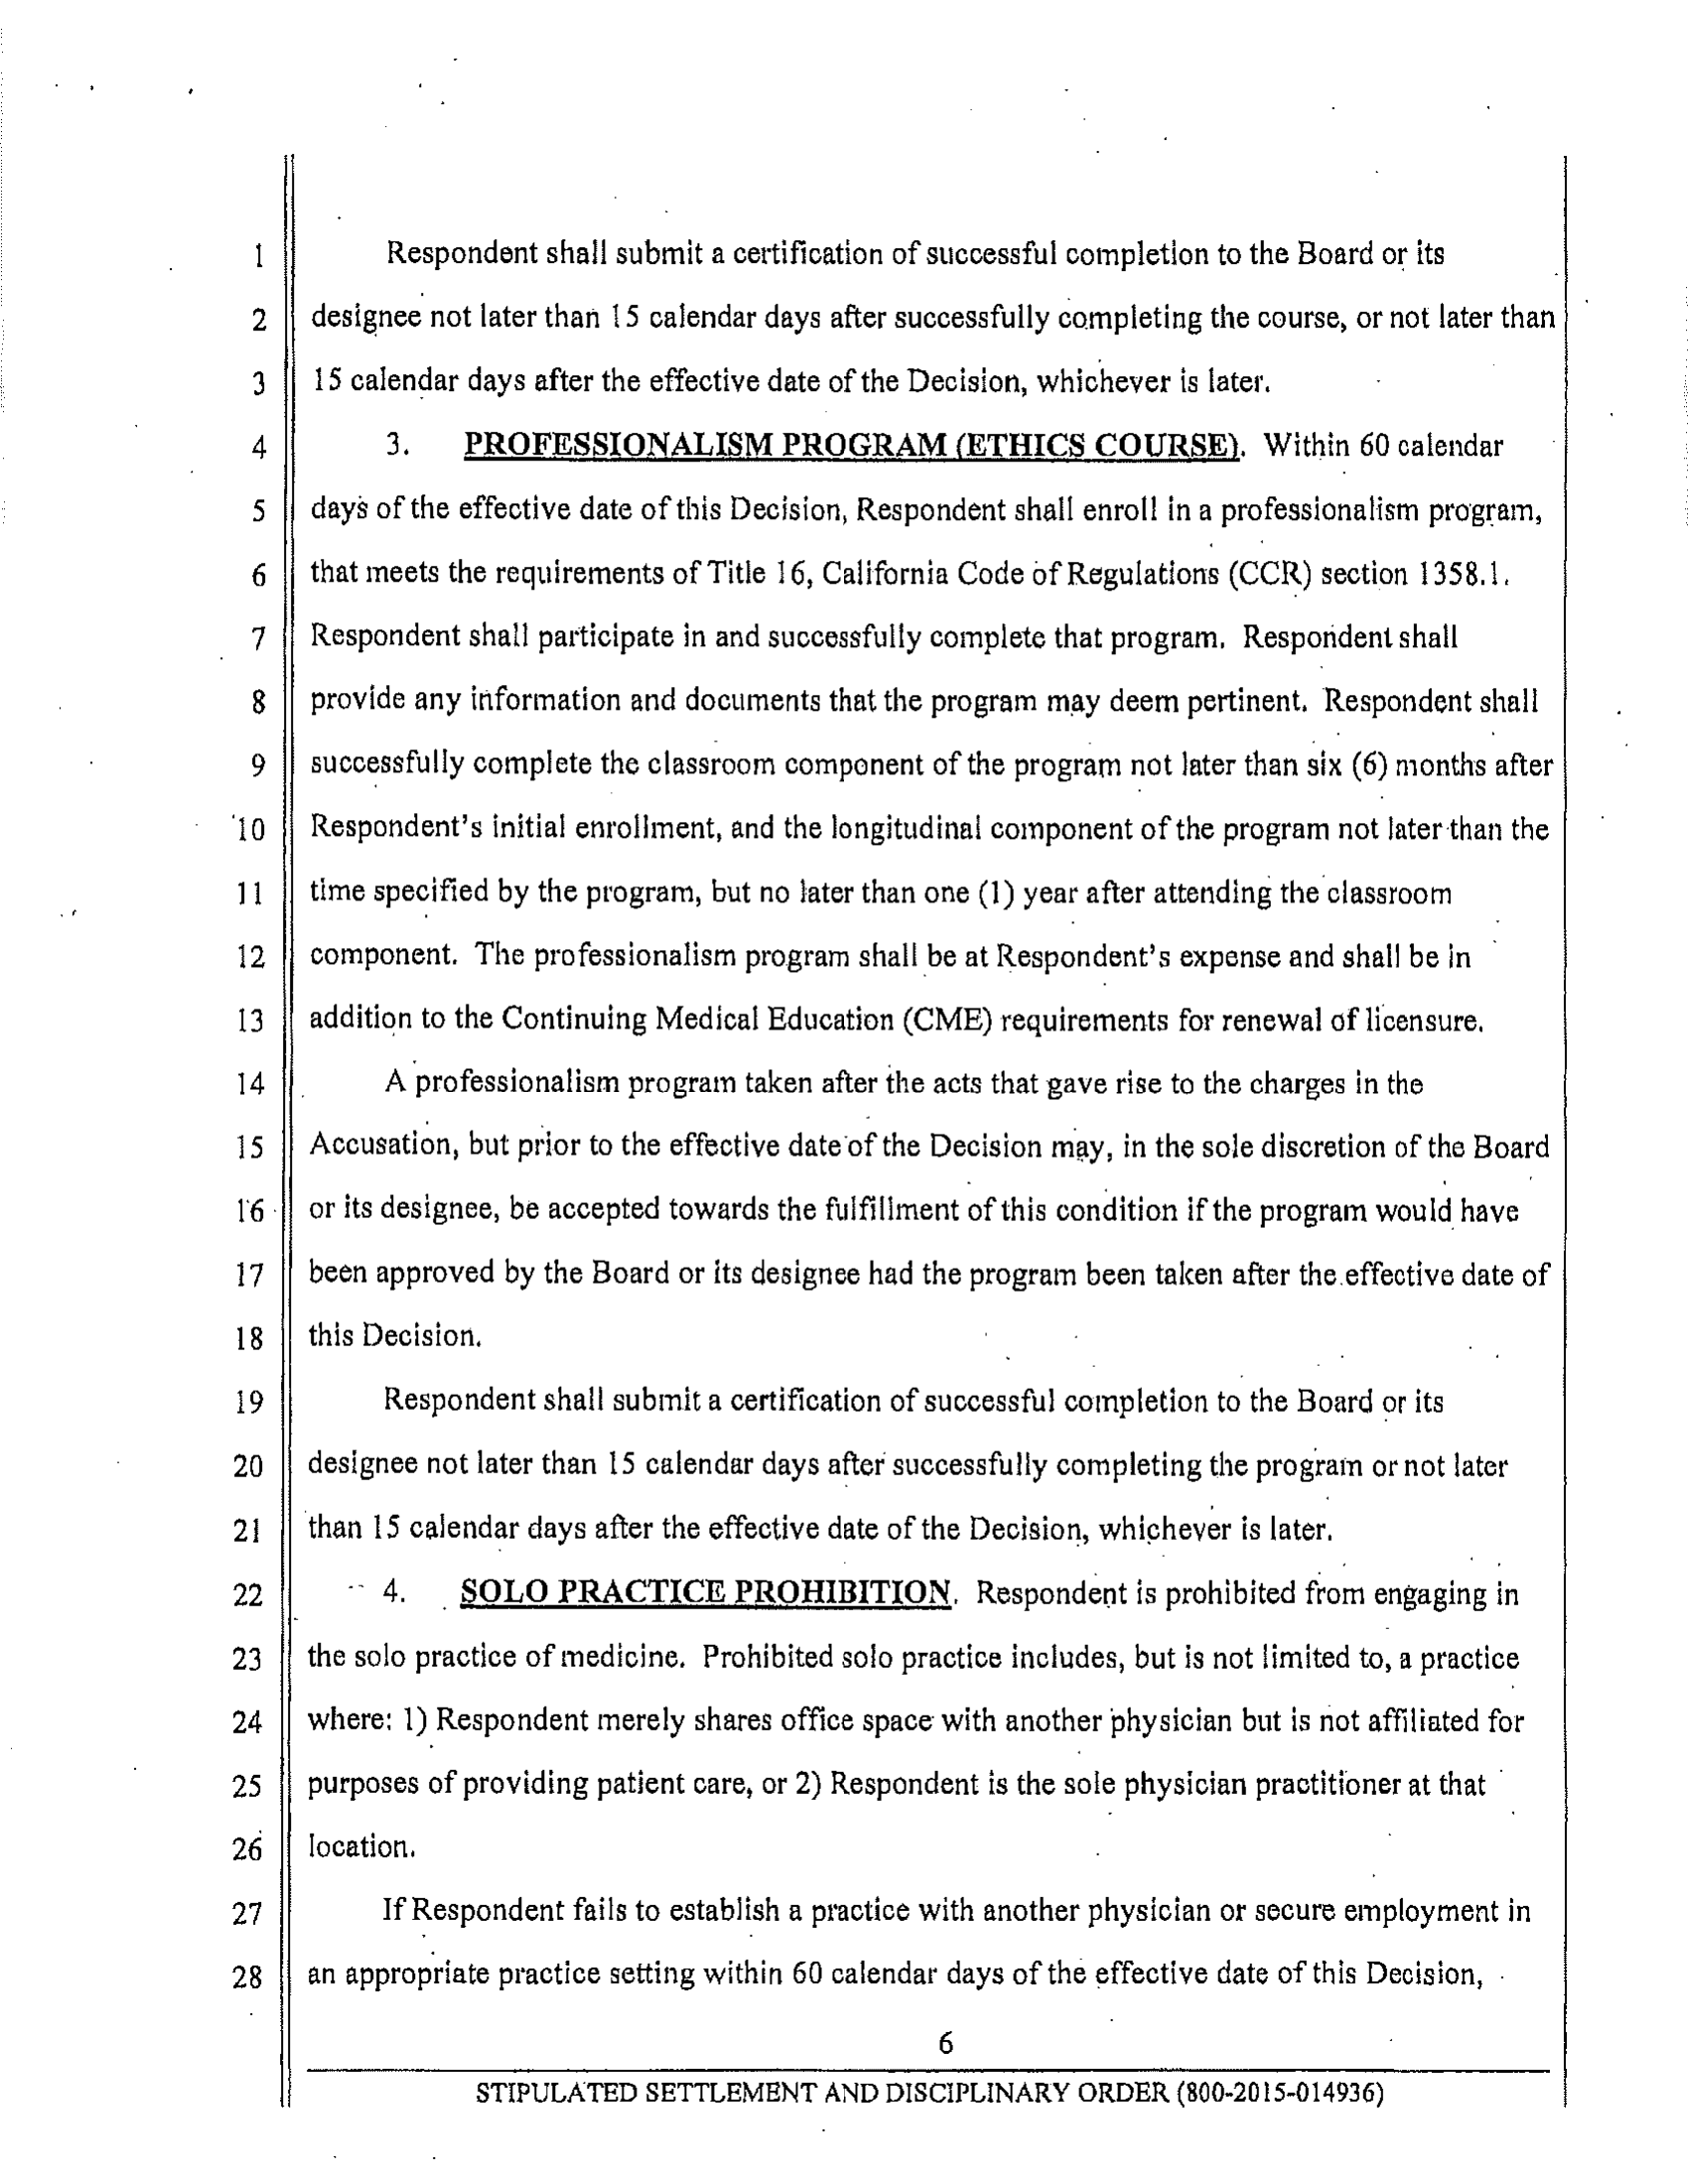 1 Respondent shall submit a certification of successful completion to the Board or its
2 designee not later than 15 calendar days after successfully completing the course, or not later than
3 15 calendar days after the effective date of the Decision, whichever is later.
4 3. PROFESSIONALISM PROGRAM (ETHICS COURSE). Within 60 calendar
5 days of the effective date of this Decision, Respondent shall enroll in a professionalism program,
6 that meets the requirements of Title 16, California Code of Regulations (CCR) section 1358.1.
7 Respondent shall participate in and successfully complete that program. Respondent shall
8 provide any information and documents that the program may deem pertinent. Respondent shall
9 successfully complete the classroom component of the program not later than six (6) months after
10 Respondent's initial enrollment, and the longitudinal component of the program not later than the
11 time specified by the program, but no later than one (1) year after attending the classroom
12 component. The professionalism program shall be at Respondent's expense and shall be in
13 addition to the Continuing Medical Education (CME) requirements for renewal of licensure.
14 A professionalism program taken after the acts that gave rise to the charges in the
15 Accusation, but prior to the effective date of the Decision may, in the sole discretion of the Board
16 or its designee, be accepted towards the fulfillment of this condition if the program would have
17 been approved by the Board or its designee had the program been taken after the effective date of
18 this Decision.
19 Respondent shall submit a certification of successful completion to the Board or its
20 designee not later than 15 calendar days after successfully completing the program or not later
21 than 15 calendar days after the effective date of the Decision, whichever is later.
22 4. SOLO PRACTICE PROHIBITION. Respondent is prohibited from engaging in
23 the solo practice of medicine. Prohibited solo practice includes, but is not limited to, a practice
24 where: 1) Respondent merely shares office space with another physician but is not affiliated for
25 purposes of providing patient care, or 2) Respondent is the sole physician practitioner at that
26 location.
27 If Respondent fails to establish a practice with another physician or secure employment in
28 an appropriate practice setting within 60 calendar days of the effective date of this Decision,
6
STIPULATED SETTLEMENT AND DISCIPLINARY ORDER (800-2015-014936)